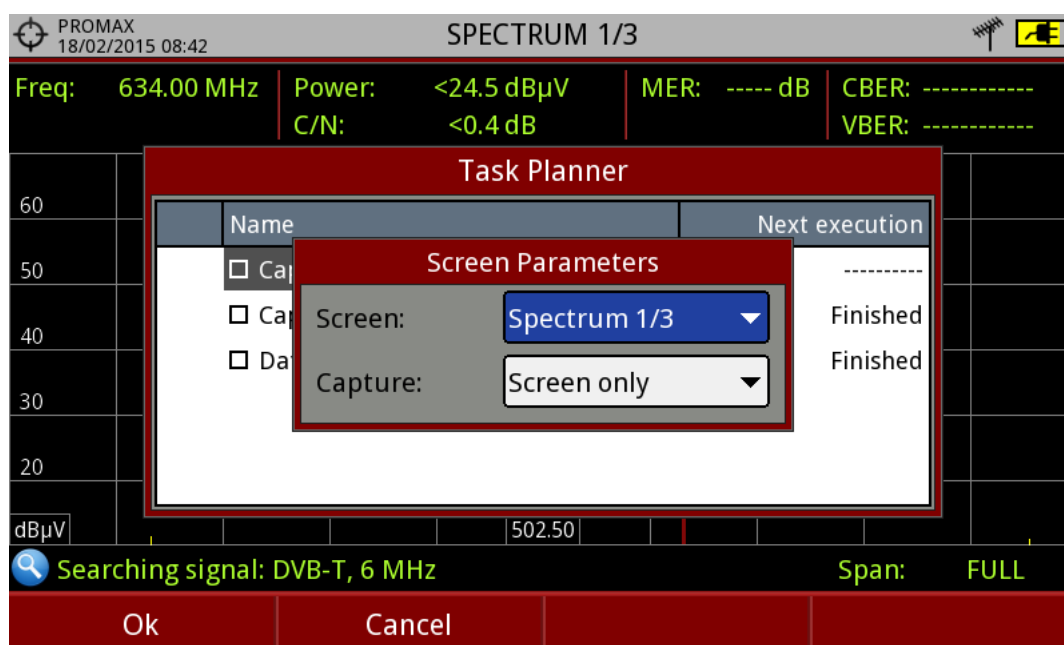 PROMAX
18/02/2015 08:42
SPECTRUM 1/3
Freq: 634.00 MHz
Power: <24.5 dBµV
MER: ----- dB
CBER: ------------
C/N: <0.4 dB
VBER: ------------
Task Planner
Name
Next execution
Screen Parameters
----------
Screen: Spectrum 1/3
Finished
Capture: Screen only
Finished
60
50
40
30
20
dBµV
502.50
Searching signal: DVB-T, 6 MHz
Span: FULL
Ok
Cancel